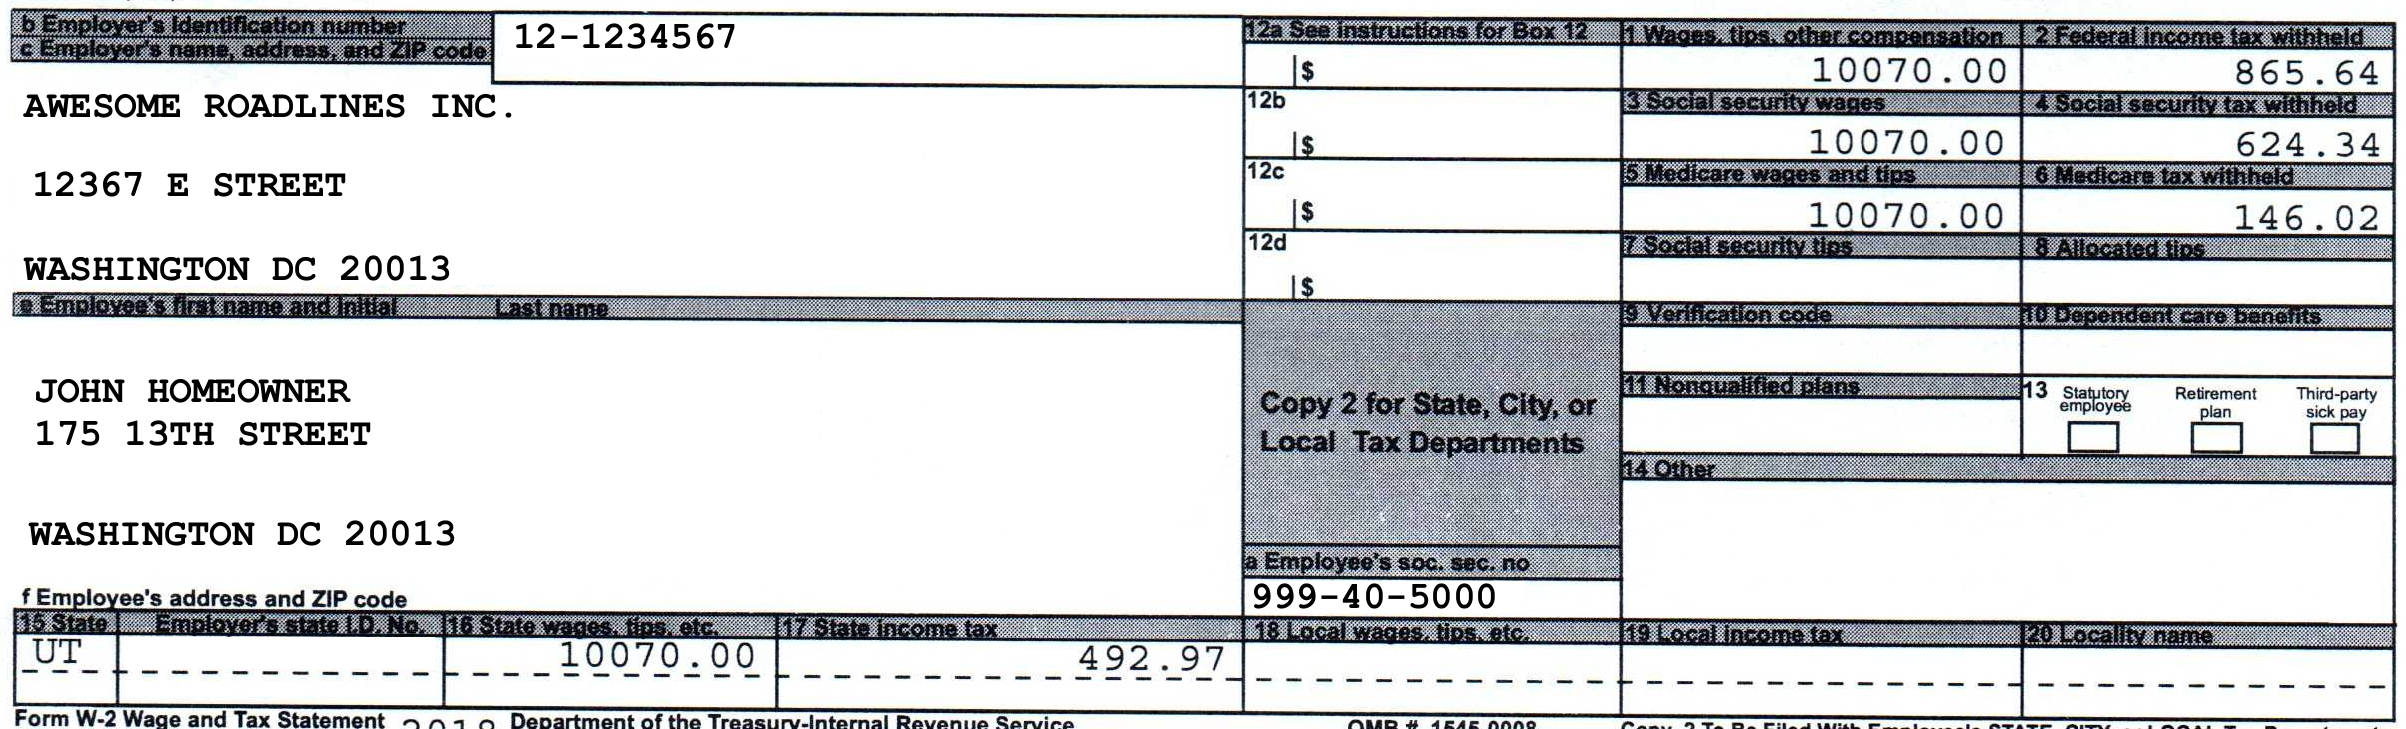 b Employer's Identification number
c Employer's name, address, and ZIP code
12-1234567
AWESOME ROADLINES INC.
12367 E STREET
WASHINGTON DC 20013
12a See instructions for Box 12
$
12b
$
12c
$
12d
$
1 Wages, tips, other compensation
10070.00
2 Federal income tax withheld
865.64
3 Social security wages
10070.00
4 Social security tax withheld
624.34
5 Medicare wages and tips
10070.00
6 Medicare tax withheld
146.02
7 Social security tips
8 Allocated tips
e Employee's first name and initial Last name
JOHN HOMEOWNER
175 13TH STREET
WASHINGTON DC 20013
f Employee's address and ZIP code
Copy 2 for State, City, or
Local Tax Departments
a Employee's soc. sec. no
999-40-5000
9 Verification code
10 Dependent care benefits
11 Nonqualified plans
13 Statutory employee
Retirement plan
Third-party sick pay
14 Other
15 State Employer's state I.D. No.
UT
16 State wages, tips, etc.
10070.00
17 State income tax
492.97
18 Local wages, tips, etc.
19 Local income tax
20 Locality name
Form W-2 Wage and Tax Statement 2018 Department of the Treasury-Internal Revenue Service
OMB # 1545-0008
Copy 2 To Be Filed With Employee's STATE, CITY, or LOCAL Tax Department